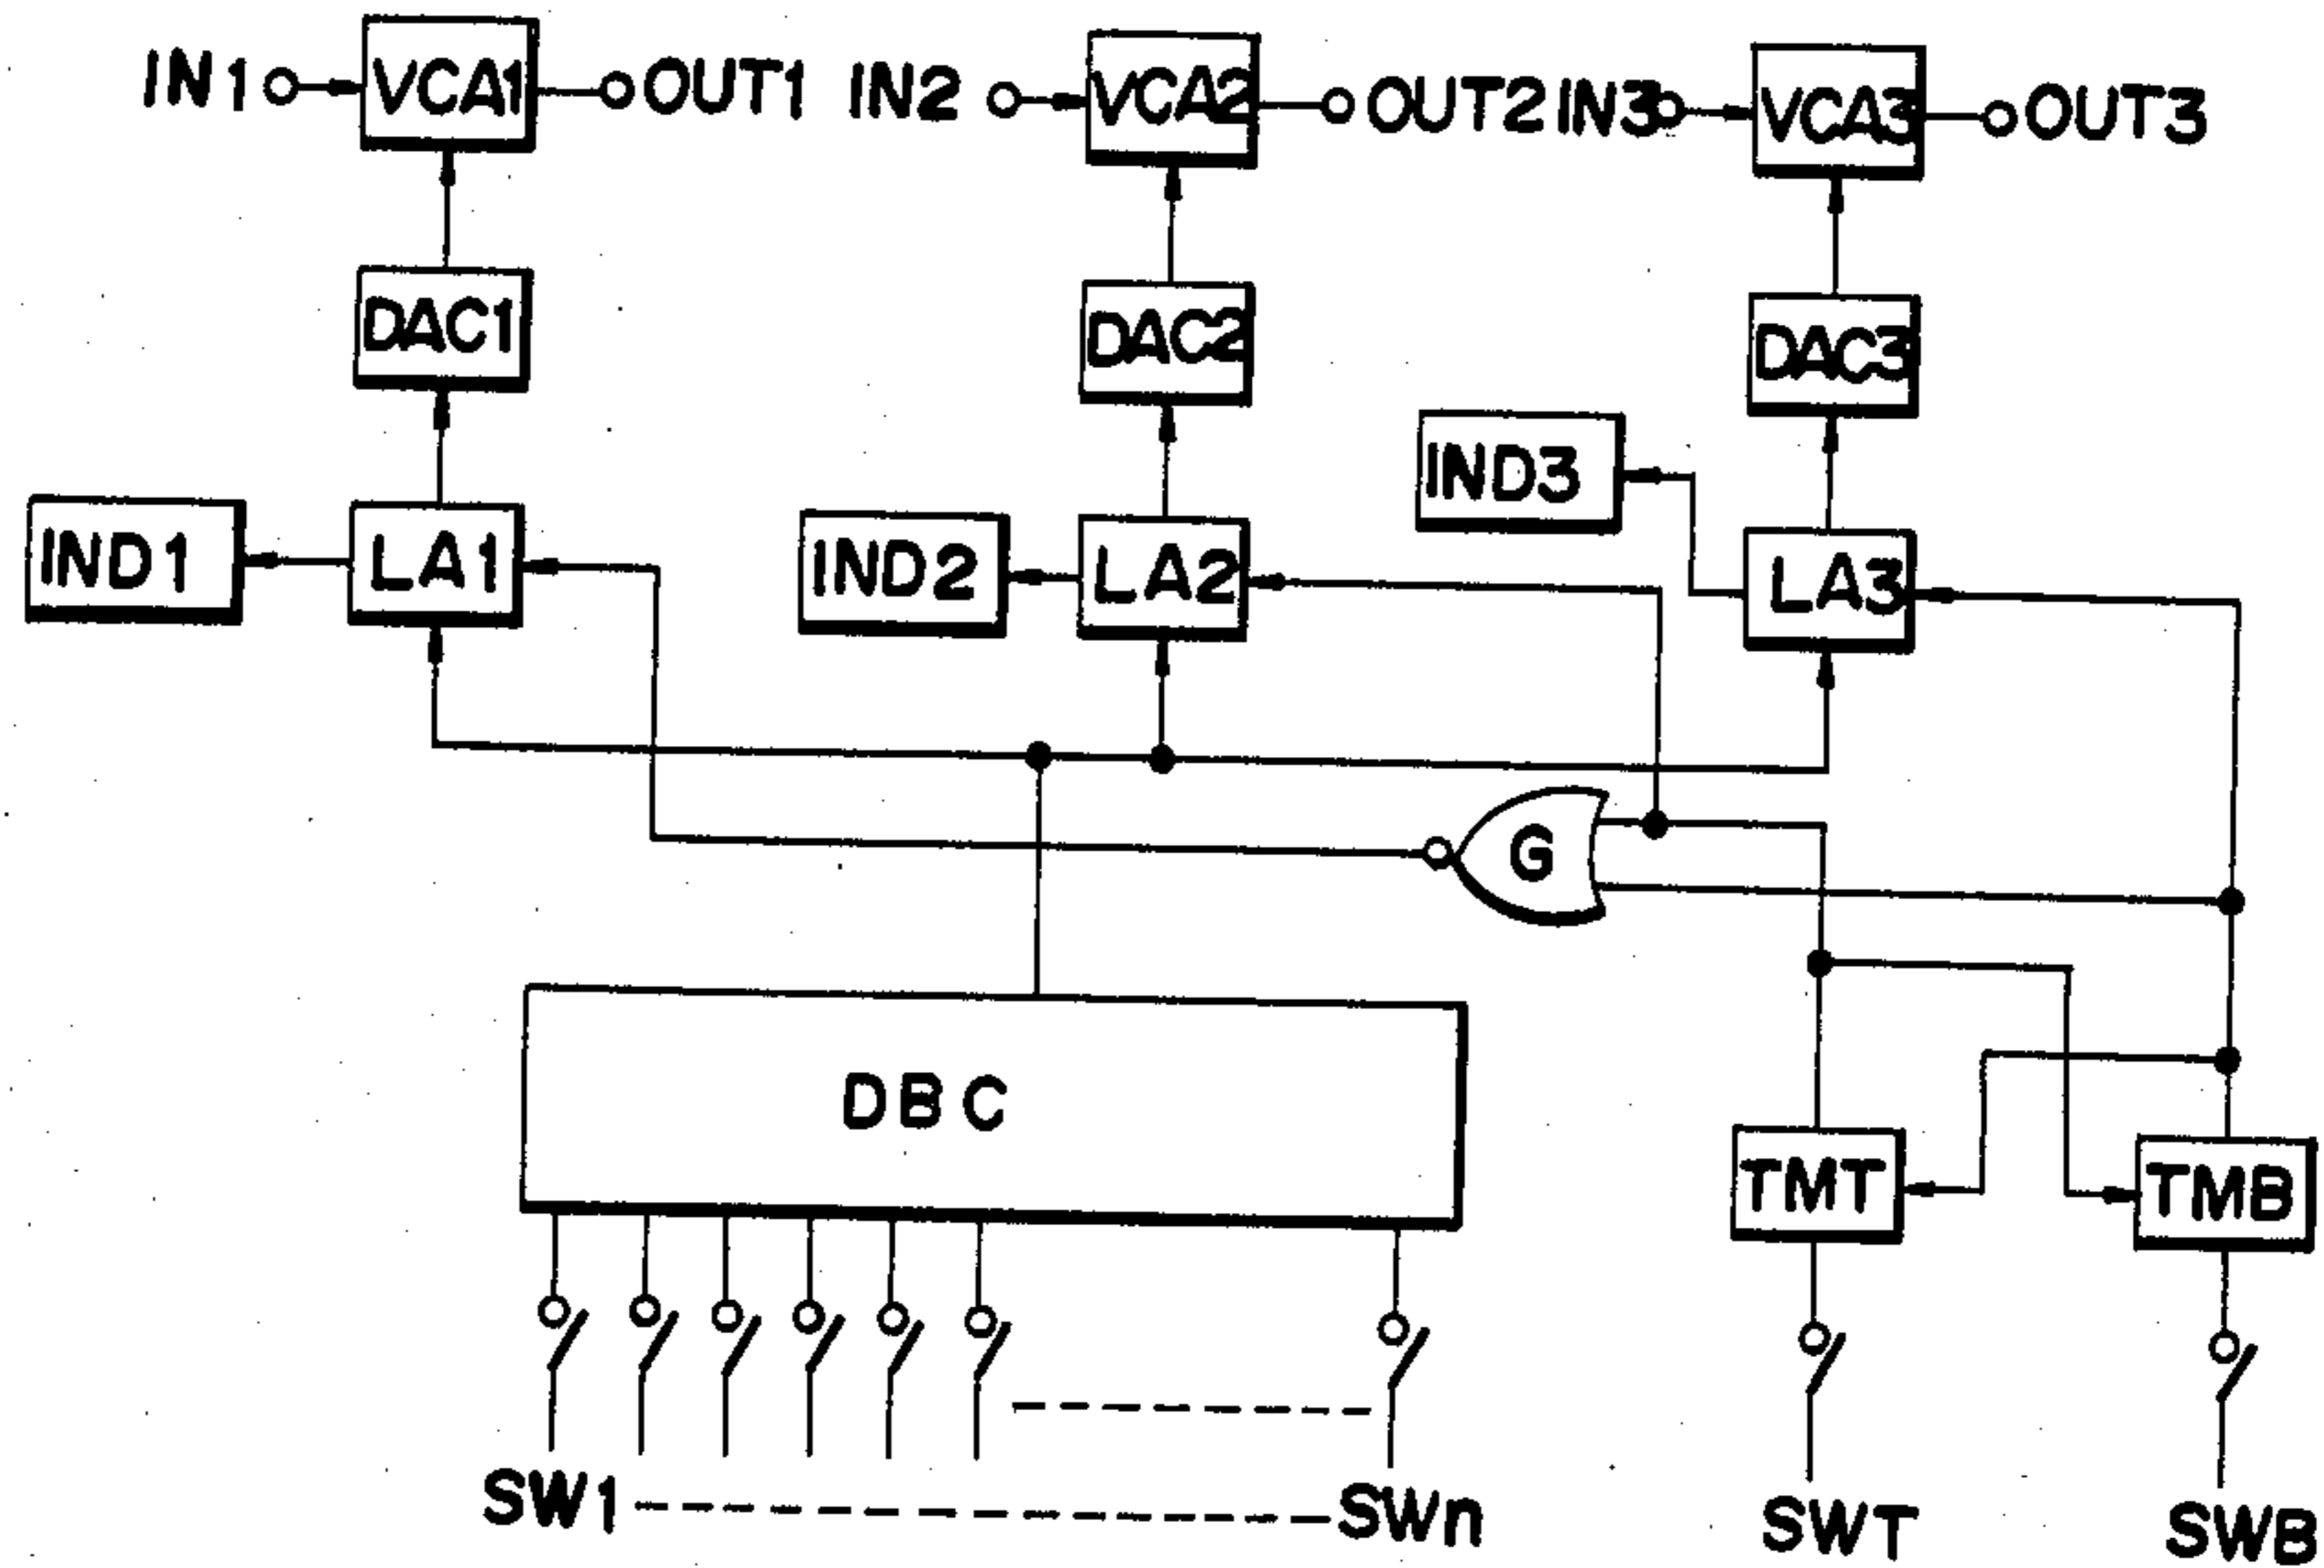 IN1 VCA1 OUT1 IN2 VCA2 OUT2 IN3 VCA3 OUT3
DAC1 DAC2 DAC3
IND3
IND1 LA1 IND2 LA2 LA3
G
DBC
TMT TMB
SW1 SWn SWT SWB